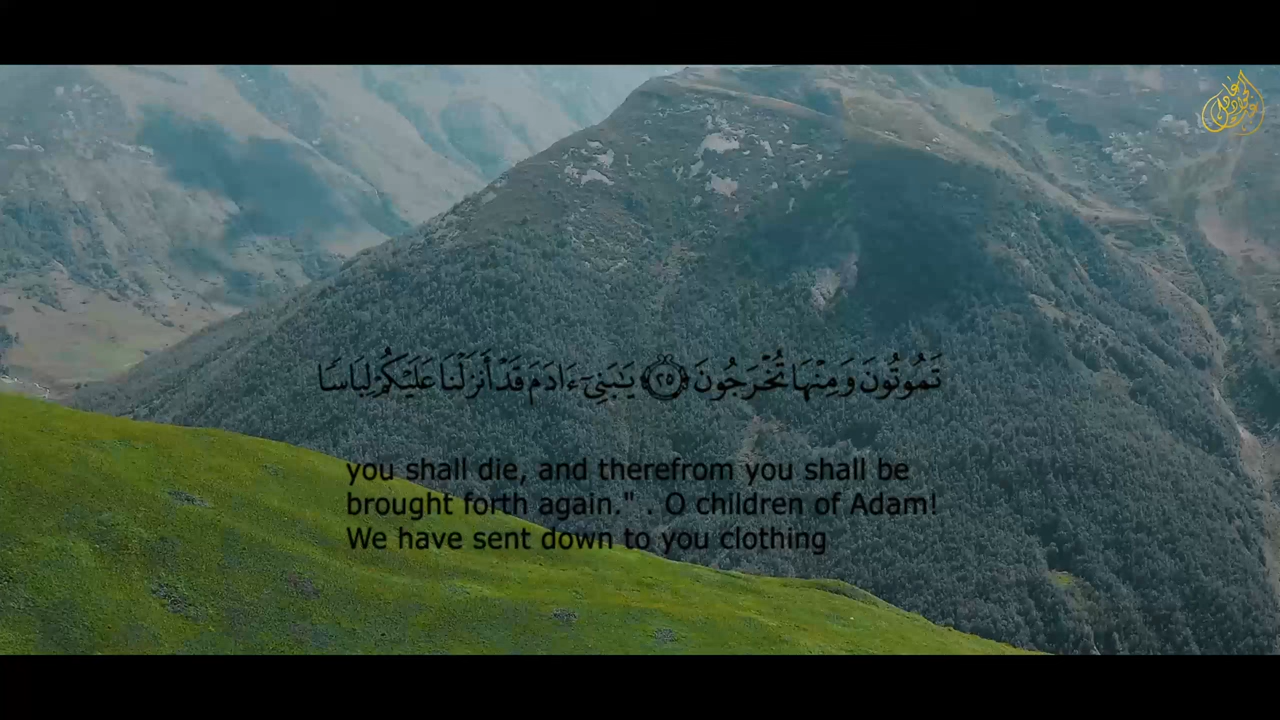 تَمُوتُونَ وَمِنْهَا تُخْرَجُونَ ﴿٢٥﴾ يَـٰبَنِىٓ ءَادَمَ قَدْ أَنزَلْنَا عَلَيْكُمْ لِبَاسًا
you shall die, and therefrom you shall be
brought forth again." . O children of Adam!
We have sent down to you clothing